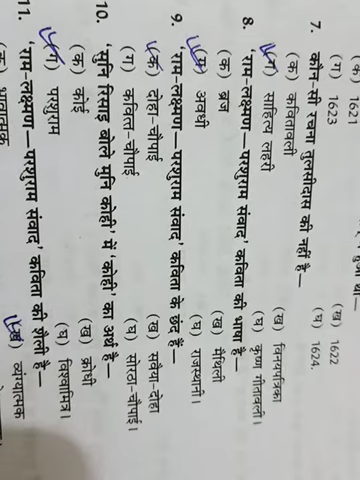 (क) 1621 (ख) 1622
(ग) 1623 (घ) 1624.
7. कौन-सी रचना तुलसीदास की नहीं है—
(क) कवितावली (ख) विनयपत्रिका
(ग) साहित्य लहरी (घ) कृष्ण गीतावली।
8. 'राम-लक्ष्मण—परशुराम संवाद' कविता की भाषा है—
(क) ब्रज (ख) मैथिली
(ग) अवधी (घ) राजस्थानी।
9. 'राम-लक्ष्मण—परशुराम संवाद' कविता के छंद हैं—
(क) दोहा-चौपाई (ख) सवैया-दोहा
(ग) कवित्त-चौपाई (घ) सोरठा-चौपाई।
10. 'सुनि रिसाइ बोले मुनि कोही' में 'कोही' का अर्थ है—
(क) कोई (ख) क्रोधी
(ग) परशुराम (घ) विश्वामित्र।
11. 'राम-लक्ष्मण—परशुराम संवाद' कविता की शैली है—
(क) भावात्मक (ख) व्यंग्यात्मक